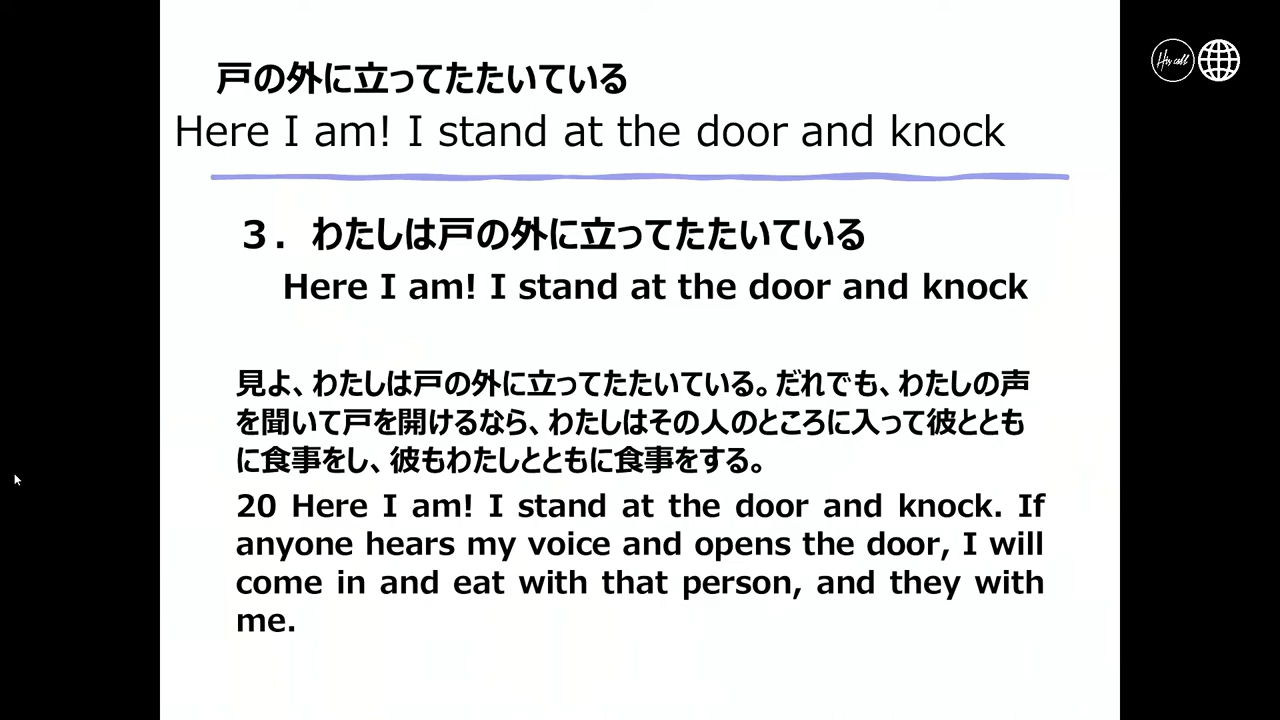 戸の外に立ってたたいている
Here I am! I stand at the door and knock
３．わたしは戸の外に立ってたたいている
Here I am! I stand at the door and knock
見よ、わたしは戸の外に立ってたたいている。だれでも、わたしの声
を聞いて戸を開けるなら、わたしはその人のところに入って彼ととも
に食事をし、彼もわたしとともに食事をする。
20 Here I am! I stand at the door and knock. If
anyone hears my voice and opens the door, I will
come in and eat with that person, and they with
me.
His call